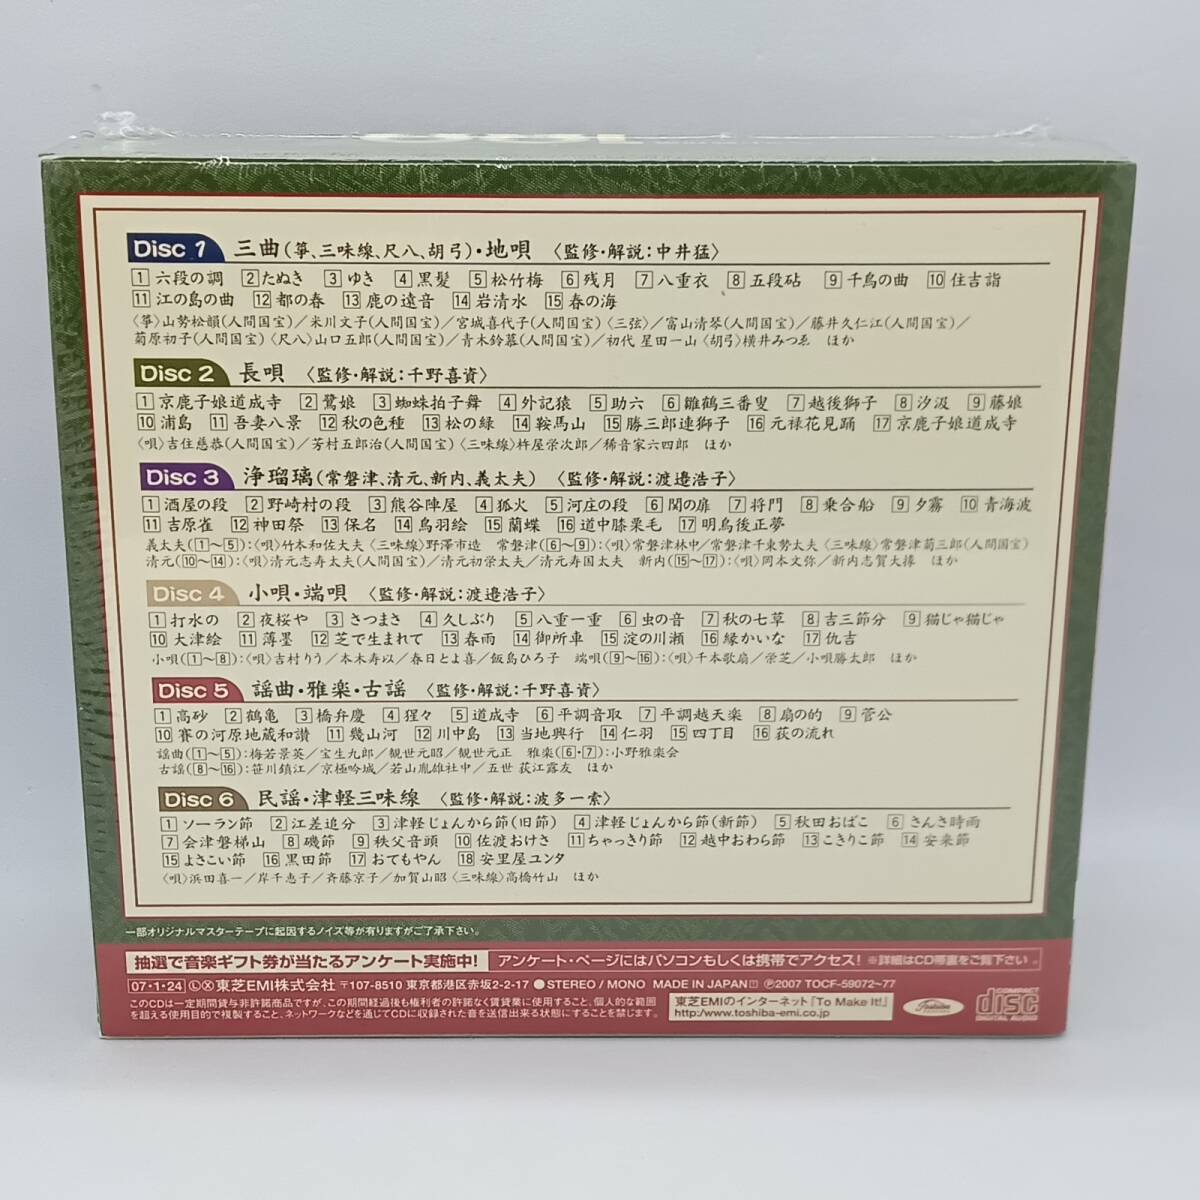 Disc 1 三曲(箏、三味線、尺八、胡弓)・地唄 〈監修・解説:中井猛〉
1 六段の調 2 たぬき 3 ゆき 4 黒髪 5 松竹梅 6 残月 7 八重衣 8 五段砧 9 千鳥の曲 10 住吉詣
11 江の島の曲 12 都の春 13 鹿の遠音 14 岩清水 15 春の海
〈箏〉山勢松韻(人間国宝)/米川文子(人間国宝)/宮城喜代子(人間国宝)〈三弦〉/富山清琴(人間国宝)/藤井久仁江(人間国宝)/
菊原初子(人間国宝)〈尺八〉山口五郎(人間国宝)/青木鈴慕(人間国宝)/初代 星田一山〈胡弓〉横井みつゑ ほか
Disc 2 長唄 〈監修・解説:千野喜資〉
1 京鹿子娘道成寺 2 鷺娘 3 蜘蛛拍子舞 4 外記猿 5 助六 6 雛鶴三番叟 7 越後獅子 8 汐汲 9 藤娘
10 浦島 11 吾妻八景 12 秋の色種 13 松の緑 14 鞍馬山 15 勝三郎連獅子 16 元禄花見踊 17 京鹿子娘道成寺
〈唄〉吉住慈恭(人間国宝)/芳村五郎治(人間国宝)〈三味線〉杵屋栄次郎/稀音家六四郎 ほか
Disc 3 浄瑠璃(常磐津、清元、新内、義太夫) 〈監修・解説:渡邉浩子〉
1 酒屋の段 2 野崎村の段 3 熊谷陣屋 4 狐火 5 河庄の段 6 関の扉 7 将門 8 乗合船 9 夕霧 10 青海波
11 吉原雀 12 神田祭 13 保名 14 鳥羽絵 15 蘭蝶 16 道中膝栗毛 17 明烏後正夢
義太夫(1〜5):〈唄〉竹本和佐大夫〈三味線〉野澤市造 常磐津(6〜9):〈唄〉常磐津林中/常磐津千東勢太夫〈三味線〉常磐津菊三郎(人間国宝)
清元(10〜14):〈唄〉清元志寿太夫(人間国宝)/清元初栄太夫/清元寿国太夫 新内(15〜17):〈唄〉岡本文弥/新内志賀大掾 ほか
Disc 4 小唄・端唄 〈監修・解説:渡邉浩子〉
1 打水の 2 夜桜や 3 さつまさ 4 久しぶり 5 八重一重 6 虫の音 7 秋の七草 8 吉三節分 9 猫じゃ猫じゃ
10 大津絵 11 薄墨 12 芝で生まれて 13 春雨 14 御所車 15 淀の川瀬 16 縁かいな 17 仇吉
小唄(1〜8):〈唄〉吉村りう/本木寿以/春日とよ喜/飯島ひろ子 端唄(9〜16):〈唄〉千本歌扇/栄芝/小唄勝太郎 ほか
Disc 5 謡曲・雅楽・古謡 〈監修・解説:千野喜資〉
1 高砂 2 鶴亀 3 橋弁慶 4 猩々 5 道成寺 6 平調音取 7 平調越天楽 8 扇の的 9 菅公
10 賽の河原地蔵和讃 11 幾山河 12 川中島 13 当地興行 14 仁羽 15 四丁目 16 荻の流れ
謡曲(1〜5):梅若景英/宝生九郎/観世元昭/観世元正 雅楽(6・7):小野雅楽会
古謡(8〜16):笹川鎮江/京極吟城/若山胤雄社中/五世 荻江露友 ほか
Disc 6 民謡・津軽三味線 〈監修・解説:波多一索〉
1 ソーラン節 2 江差追分 3 津軽じょんから節(旧節) 4 津軽じょんから節(新節) 5 秋田おばこ 6 さんさ時雨
7 会津磐梯山 8 磯節 9 秩父音頭 10 佐渡おけさ 11 ちゃっきり節 12 越中おわら節 13 こきりこ節 14 安来節
15 よさこい節 16 黒田節 17 おてもやん 18 安里屋ユンタ
〈唄〉浜田喜一/岸千恵子/斉藤京子/加賀山昭〈三味線〉高橋竹山 ほか
一部オリジナルマスターテープに起因するノイズ等が有りますがご了承下さい。
抽選で音楽ギフト券が当たるアンケート実施中! アンケート・ページにはパソコンもしくは携帯でアクセス! ※詳細はCD帯裏をご覧下さい。
07・1・24 Ⓛ Ⓧ 東芝EMI株式会社 〒107-8510 東京都港区赤坂2-2-17 ●STEREO/MONO MADE IN JAPAN ℗2007 TOCF-59072~77
このCDは一定期間貸与非許諾商品ですが、この期間経過後も権利者の許諾なく賃貸業に使用すること、個人的な範囲
を超える使用目的で複製すること、ネットワークなどを通じてCDに収録された音を送信出来る状態にすることを禁じます。
東芝EMIのインターネット「To Make It!」
http://www.toshiba-emi.co.jp
Toshiba
COMPACT
disc
DIGITAL AUDIO